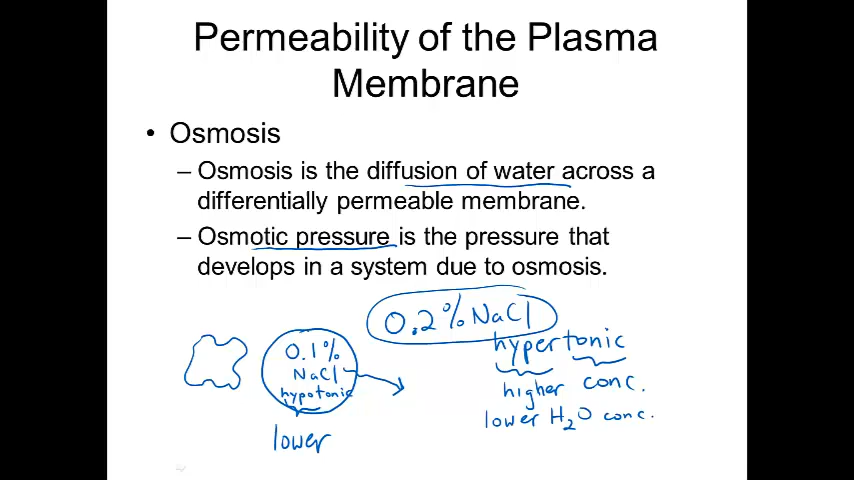 Permeability of the Plasma
Membrane
• Osmosis
– Osmosis is the diffusion of water across a
differentially permeable membrane.
– Osmotic pressure is the pressure that
develops in a system due to osmosis.
0.2% NaCl
0.1%
NaCl
hypotonic
lower
hypertonic
higher conc.
lower H₂O conc.